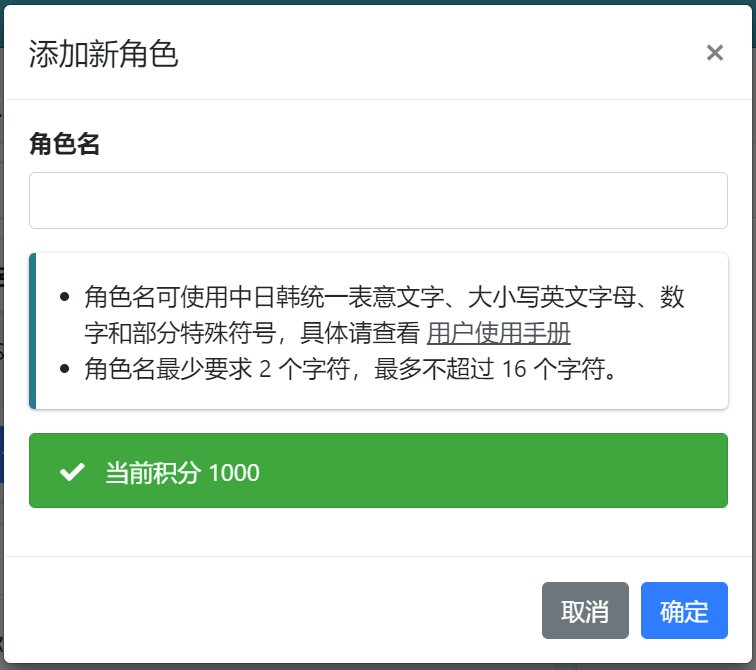 添加新角色
×
角色名
角色名可使用中日韩统一表意文字、大小写英文字母、数
字和部分特殊符号，具体请查看 用户使用手册
角色名最少要求 2 个字符，最多不超过 16 个字符。
当前积分 1000
取消 确定